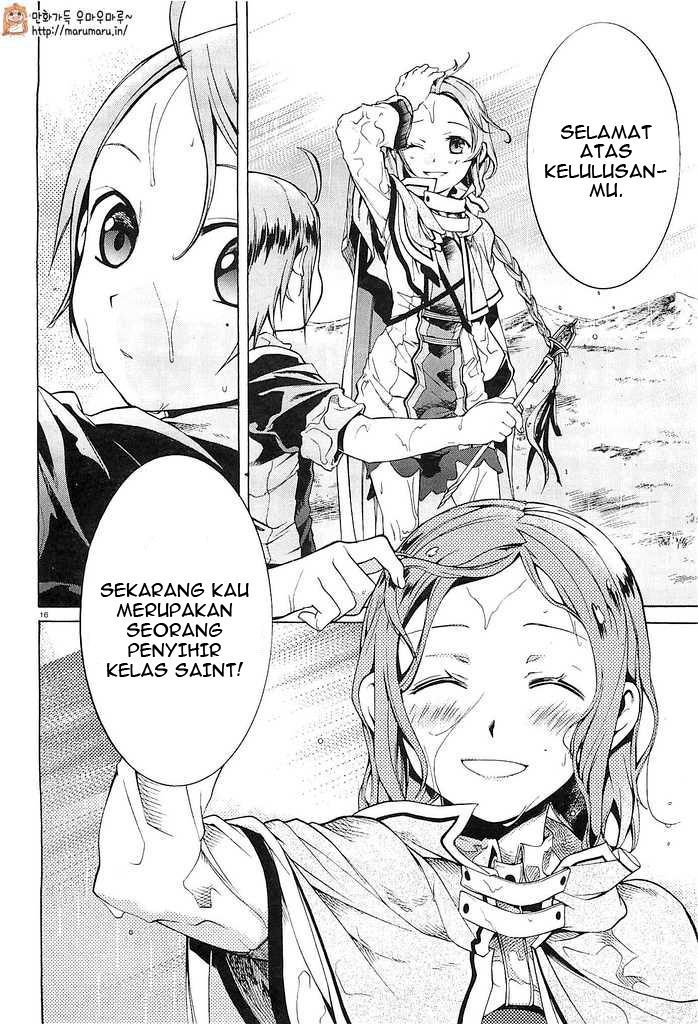 만화가득 우마우마루~
http://marumaru.in/
SELAMAT
ATAS
KELULUSAN-
MU.
SEKARANG KAU
MERUPAKAN
SEORANG
PENYIHIR
KELAS SAINT!
16